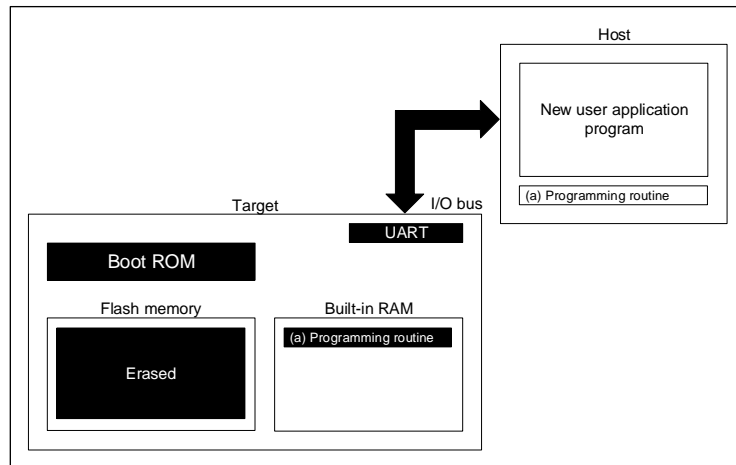 Host
New user application
program
(a) Programming routine
I/O bus
Target
UART
Boot ROM
Flash memory
Built-in RAM
(a) Programming routine
Erased